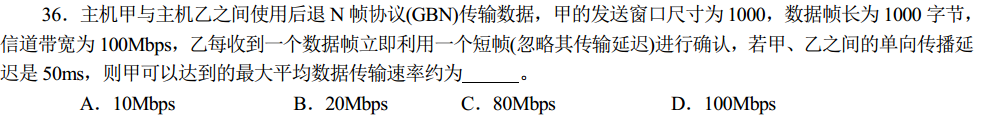 36．主机甲与主机乙之间使用后退 N 帧协议(GBN)传输数据，甲的发送窗口尺寸为 1000，数据帧长为 1000 字节，
信道带宽为 100Mbps，乙每收到一个数据帧立即利用一个短帧(忽略其传输延迟)进行确认，若甲、乙之间的单向传播延
迟是 50ms，则甲可以达到的最大平均数据传输速率约为______。
A．10Mbps B．20Mbps C．80Mbps D．100Mbps